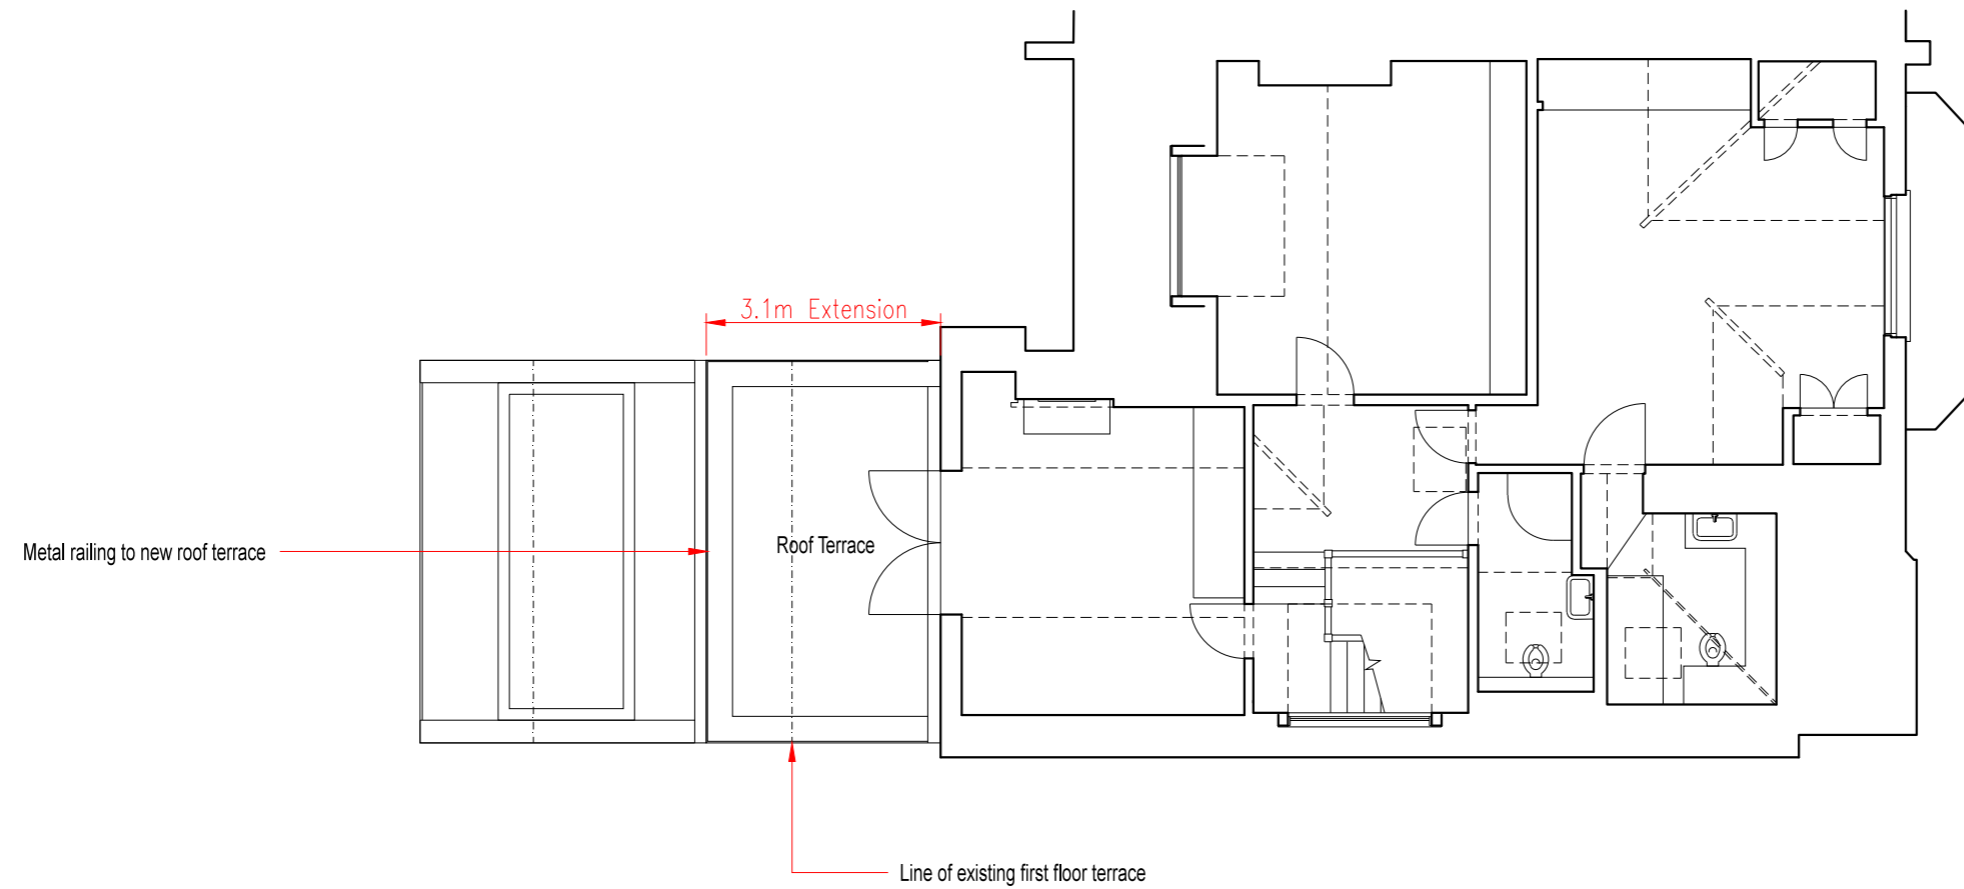 3.1m Extension
Metal railing to new roof terrace
Roof Terrace
Line of existing first floor terrace